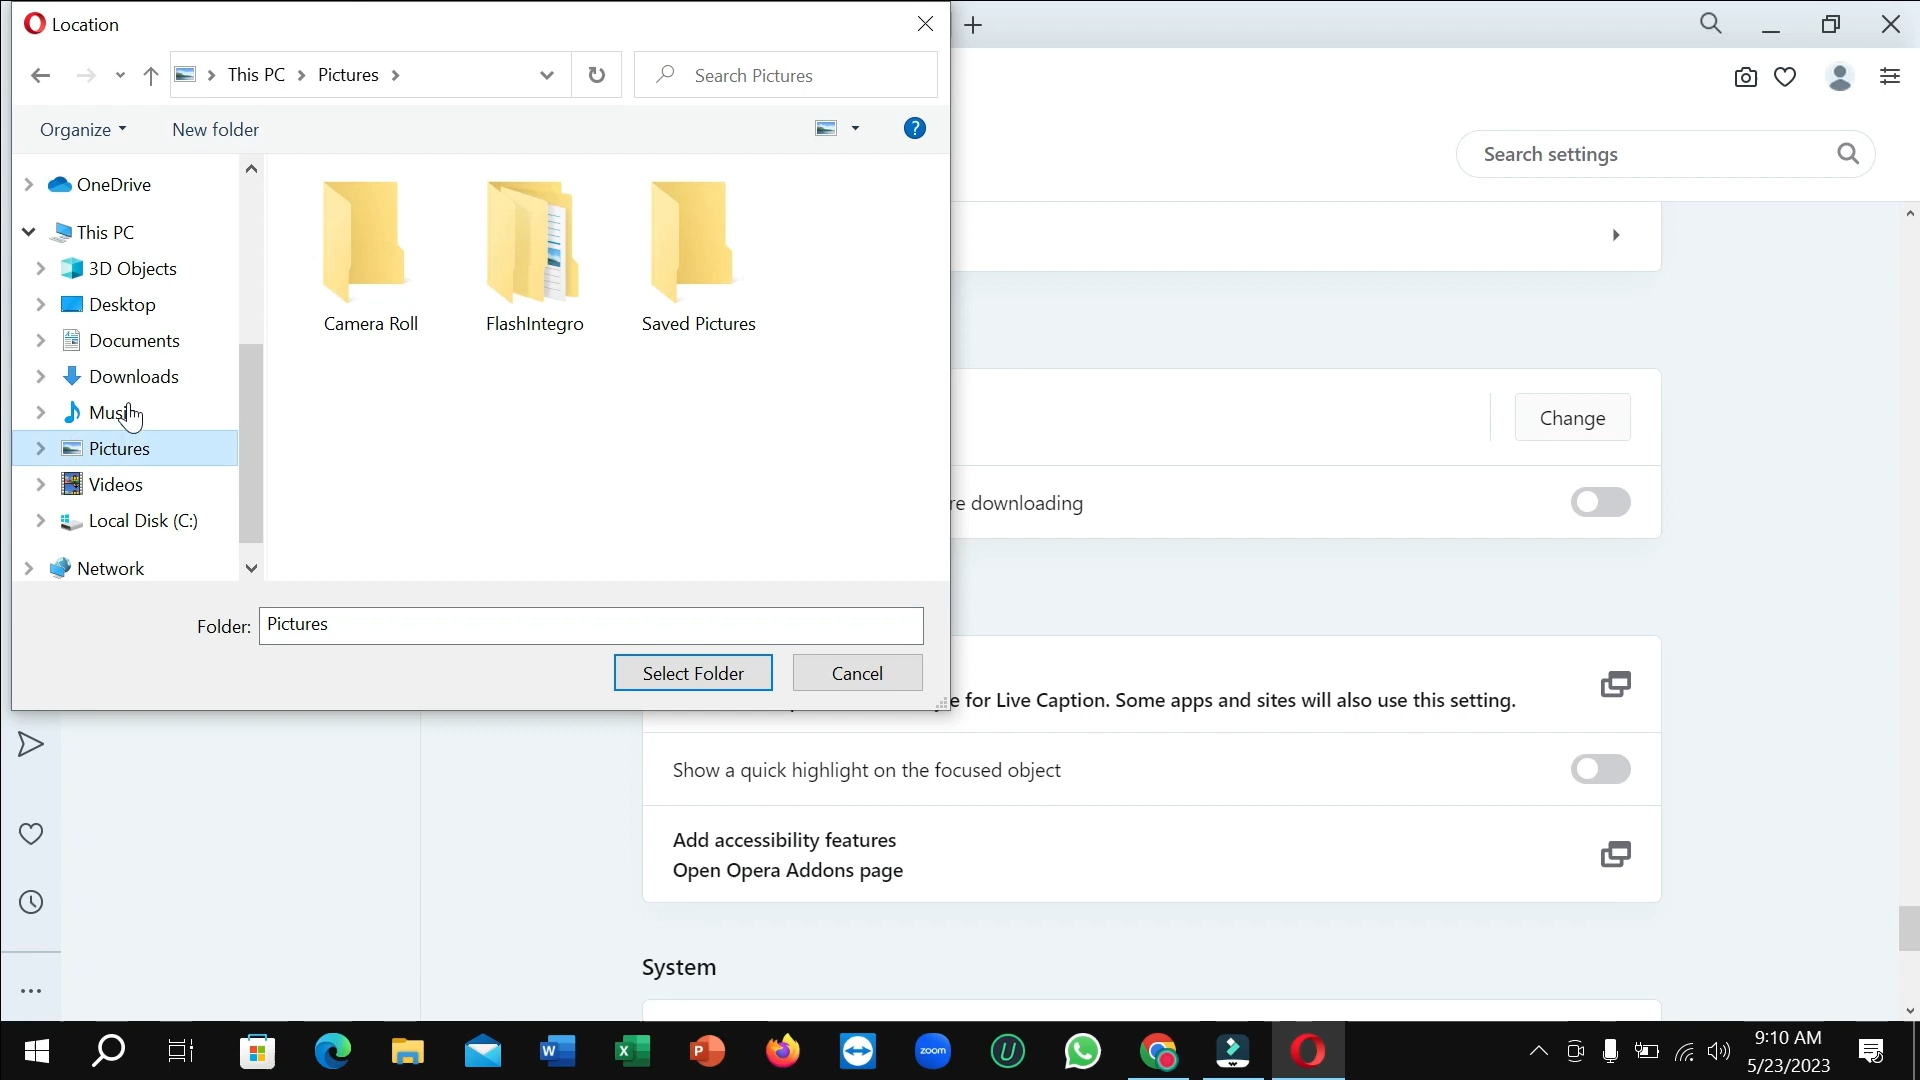 Location
This PC
Pictures
Search Pictures
Organize
New folder
?
OneDrive
This PC
3D Objects
Desktop
Documents
Downloads
Music
Pictures
Videos
Local Disk (C:)
Network
Camera Roll
FlashIntegro
Saved Pictures
Folder:
Pictures
Select Folder
Cancel
Search settings
Change
re downloading
e for Live Caption. Some apps and sites will also use this setting.
Show a quick highlight on the focused object
Add accessibility features
Open Opera Addons page
System
W
X
P
zoom
U
9:10 AM
5/23/2023